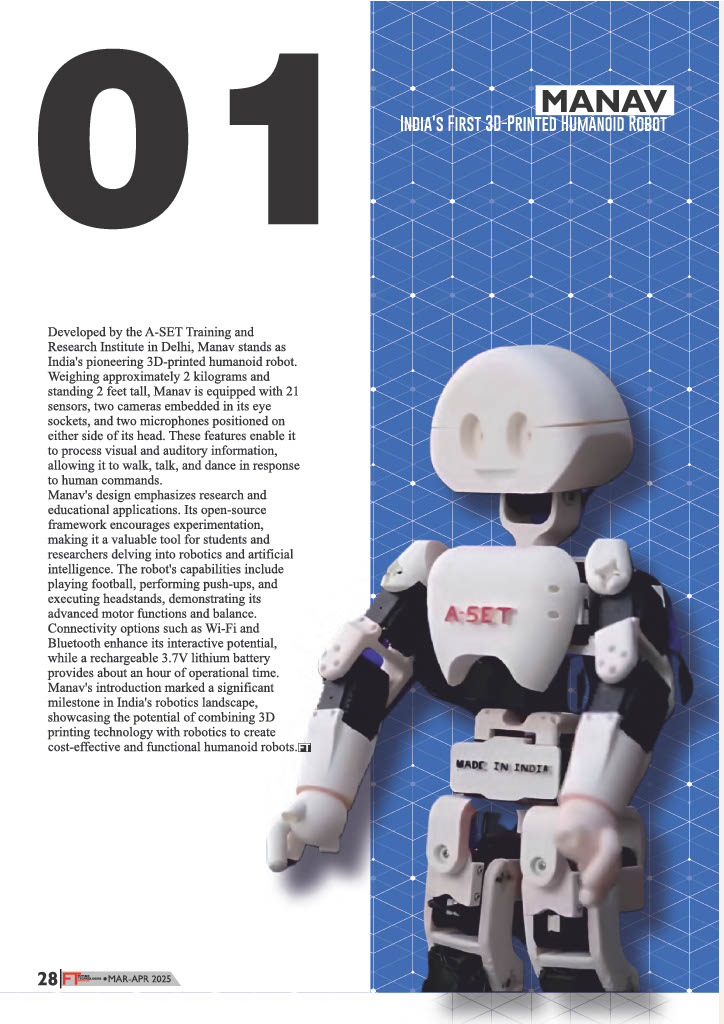 01
MANAV
INDIA'S FIRST 3D-PRINTED HUMANOID ROBOT
Developed by the A-SET Training and
Research Institute in Delhi, Manav stands as
India's pioneering 3D-printed humanoid robot.
Weighing approximately 2 kilograms and
standing 2 feet tall, Manav is equipped with 21
sensors, two cameras embedded in its eye
sockets, and two microphones positioned on
either side of its head. These features enable it
to process visual and auditory information,
allowing it to walk, talk, and dance in response
to human commands.
Manav's design emphasizes research and
educational applications. Its open-source
framework encourages experimentation,
making it a valuable tool for students and
researchers delving into robotics and artificial
intelligence. The robot's capabilities include
playing football, performing push-ups, and
executing headstands, demonstrating its
advanced motor functions and balance.
Connectivity options such as Wi-Fi and
Bluetooth enhance its interactive potential,
while a rechargeable 3.7V lithium battery
provides about an hour of operational time.
Manav's introduction marked a significant
milestone in India's robotics landscape,
showcasing the potential of combining 3D
printing technology with robotics to create
cost-effective and functional humanoid robots. FT
A-SET
MADE IN INDIA
28 FT • MAR-APR 2025